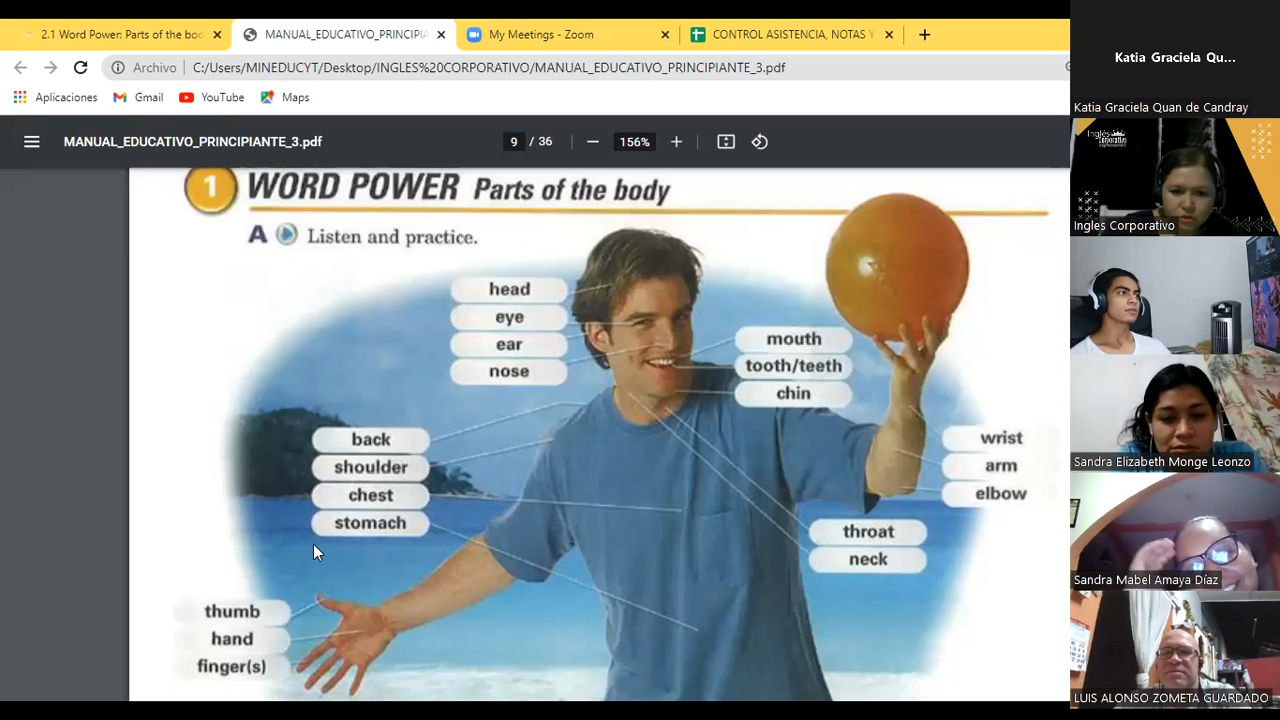 2.1 Word Power: Parts of the bo
MANUAL_EDUCATIVO_PRINCIPIA
My Meetings - Zoom
CONTROL ASISTENCIA, NOTAS Y
Archivo
C:/Users/MINEDUCYT/Desktop/INGLES%20CORPORATIVO/MANUAL_EDUCATIVO_PRINCIPIANTE_3.pdf
Aplicaciones
Gmail
YouTube
Maps
MANUAL_EDUCATIVO_PRINCIPIANTE_3.pdf
9 / 36
156%
1 WORD POWER Parts of the body
A Listen and practice.
head
eye
ear
nose
mouth
tooth/teeth
chin
back
shoulder
chest
stomach
wrist
arm
elbow
throat
neck
thumb
hand
finger(s)
Katia Graciela Qu...
Katia Graciela Quan de Candray
Inglés
Corporativo
Ingles Corporativo
Sandra Elizabeth Monge Leonzo
Sandra Mabel Amaya Díaz
LUIS ALONSO ZOMETA GUARDADO